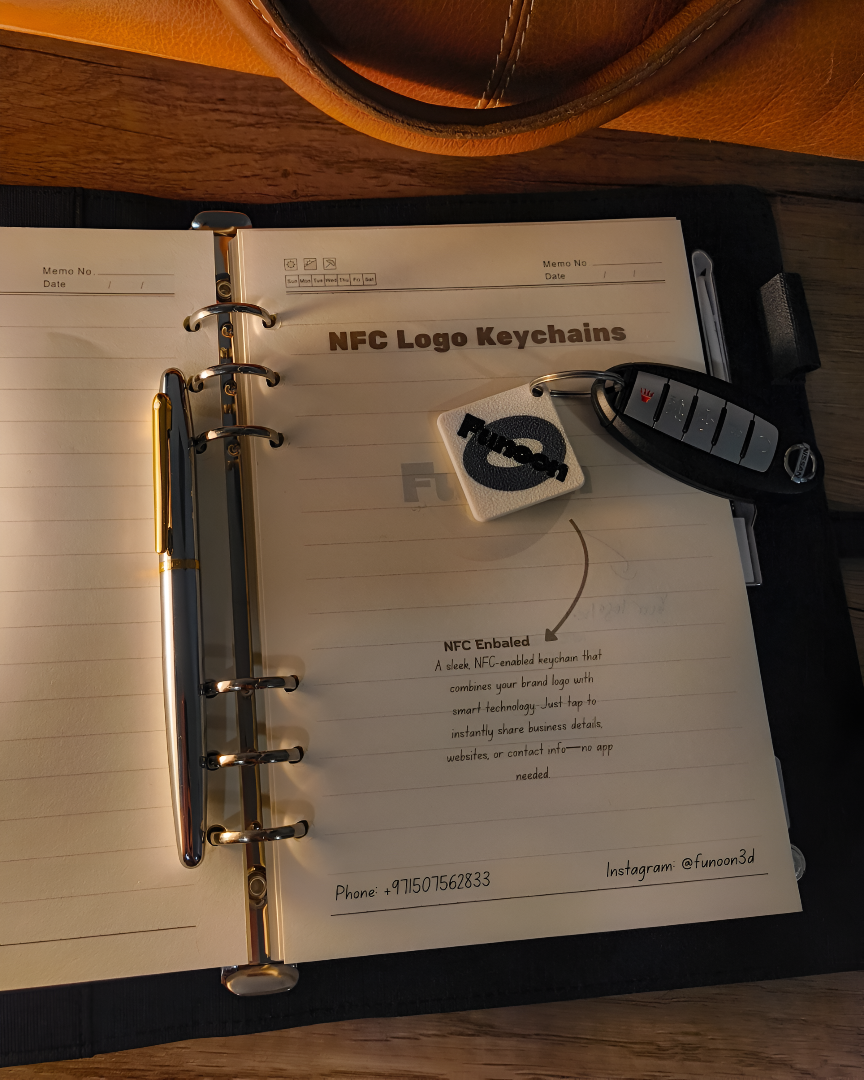 Memo No.
Date / /
Memo No
Date / /
Sun Mon Tue Wed Thu Fri Sat
NFC Logo Keychains
Funoon
Fu
NFC Enbaled
A sleek, NFC-enabled keychain that
combines your brand logo with
smart technology. Just tap to
instantly share business details,
websites, or contact info—no app
needed.
Phone: +971507562833
Instagram: @funoon3d
NISSAN